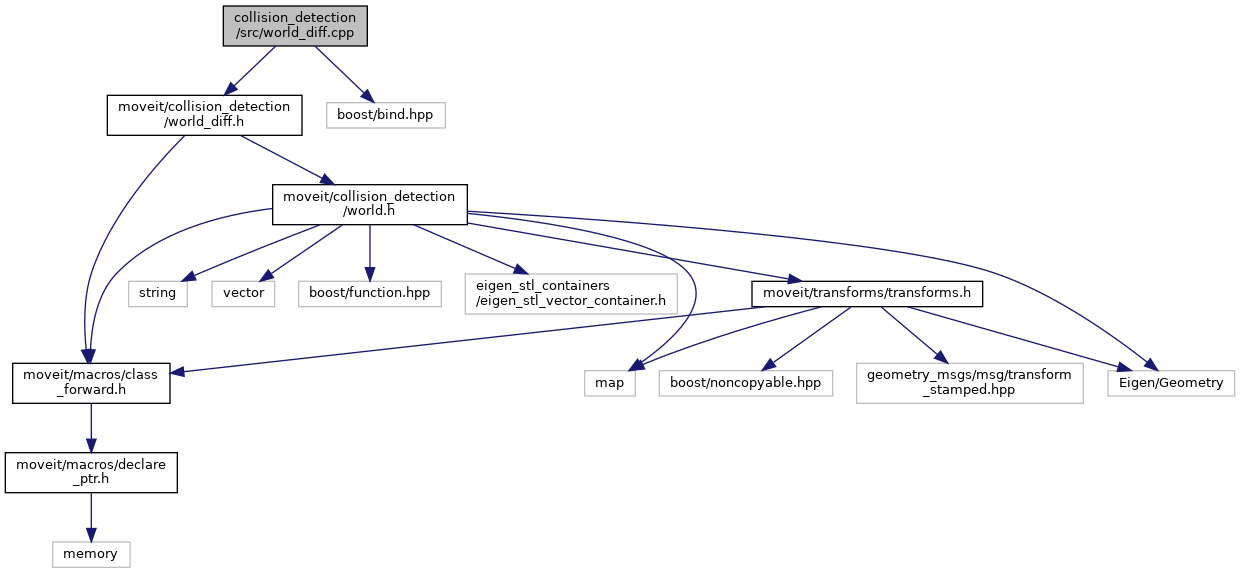 collision_detection
/src/world_diff.cpp
moveit/collision_detection
/world_diff.h
boost/bind.hpp
moveit/collision_detection
/world.h
string
vector
boost/function.hpp
eigen_stl_containers
/eigen_stl_vector_container.h
moveit/transforms/transforms.h
moveit/macros/class
_forward.h
map
boost/noncopyable.hpp
geometry_msgs/msg/transform
_stamped.hpp
Eigen/Geometry
moveit/macros/declare
_ptr.h
memory